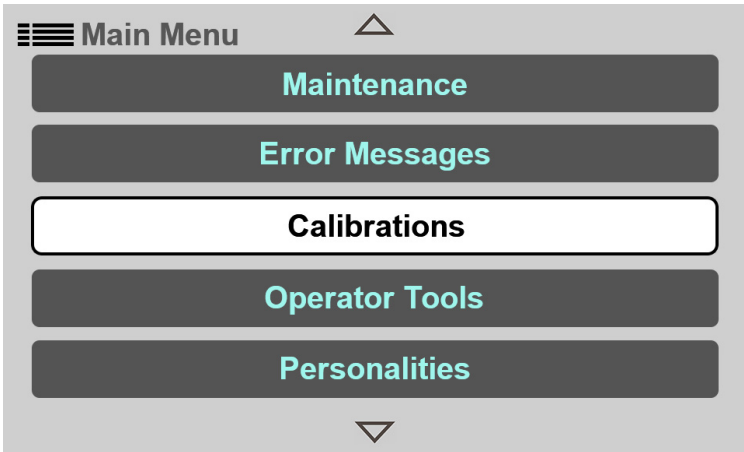 Main Menu
Maintenance
Error Messages
Calibrations
Operator Tools
Personalities